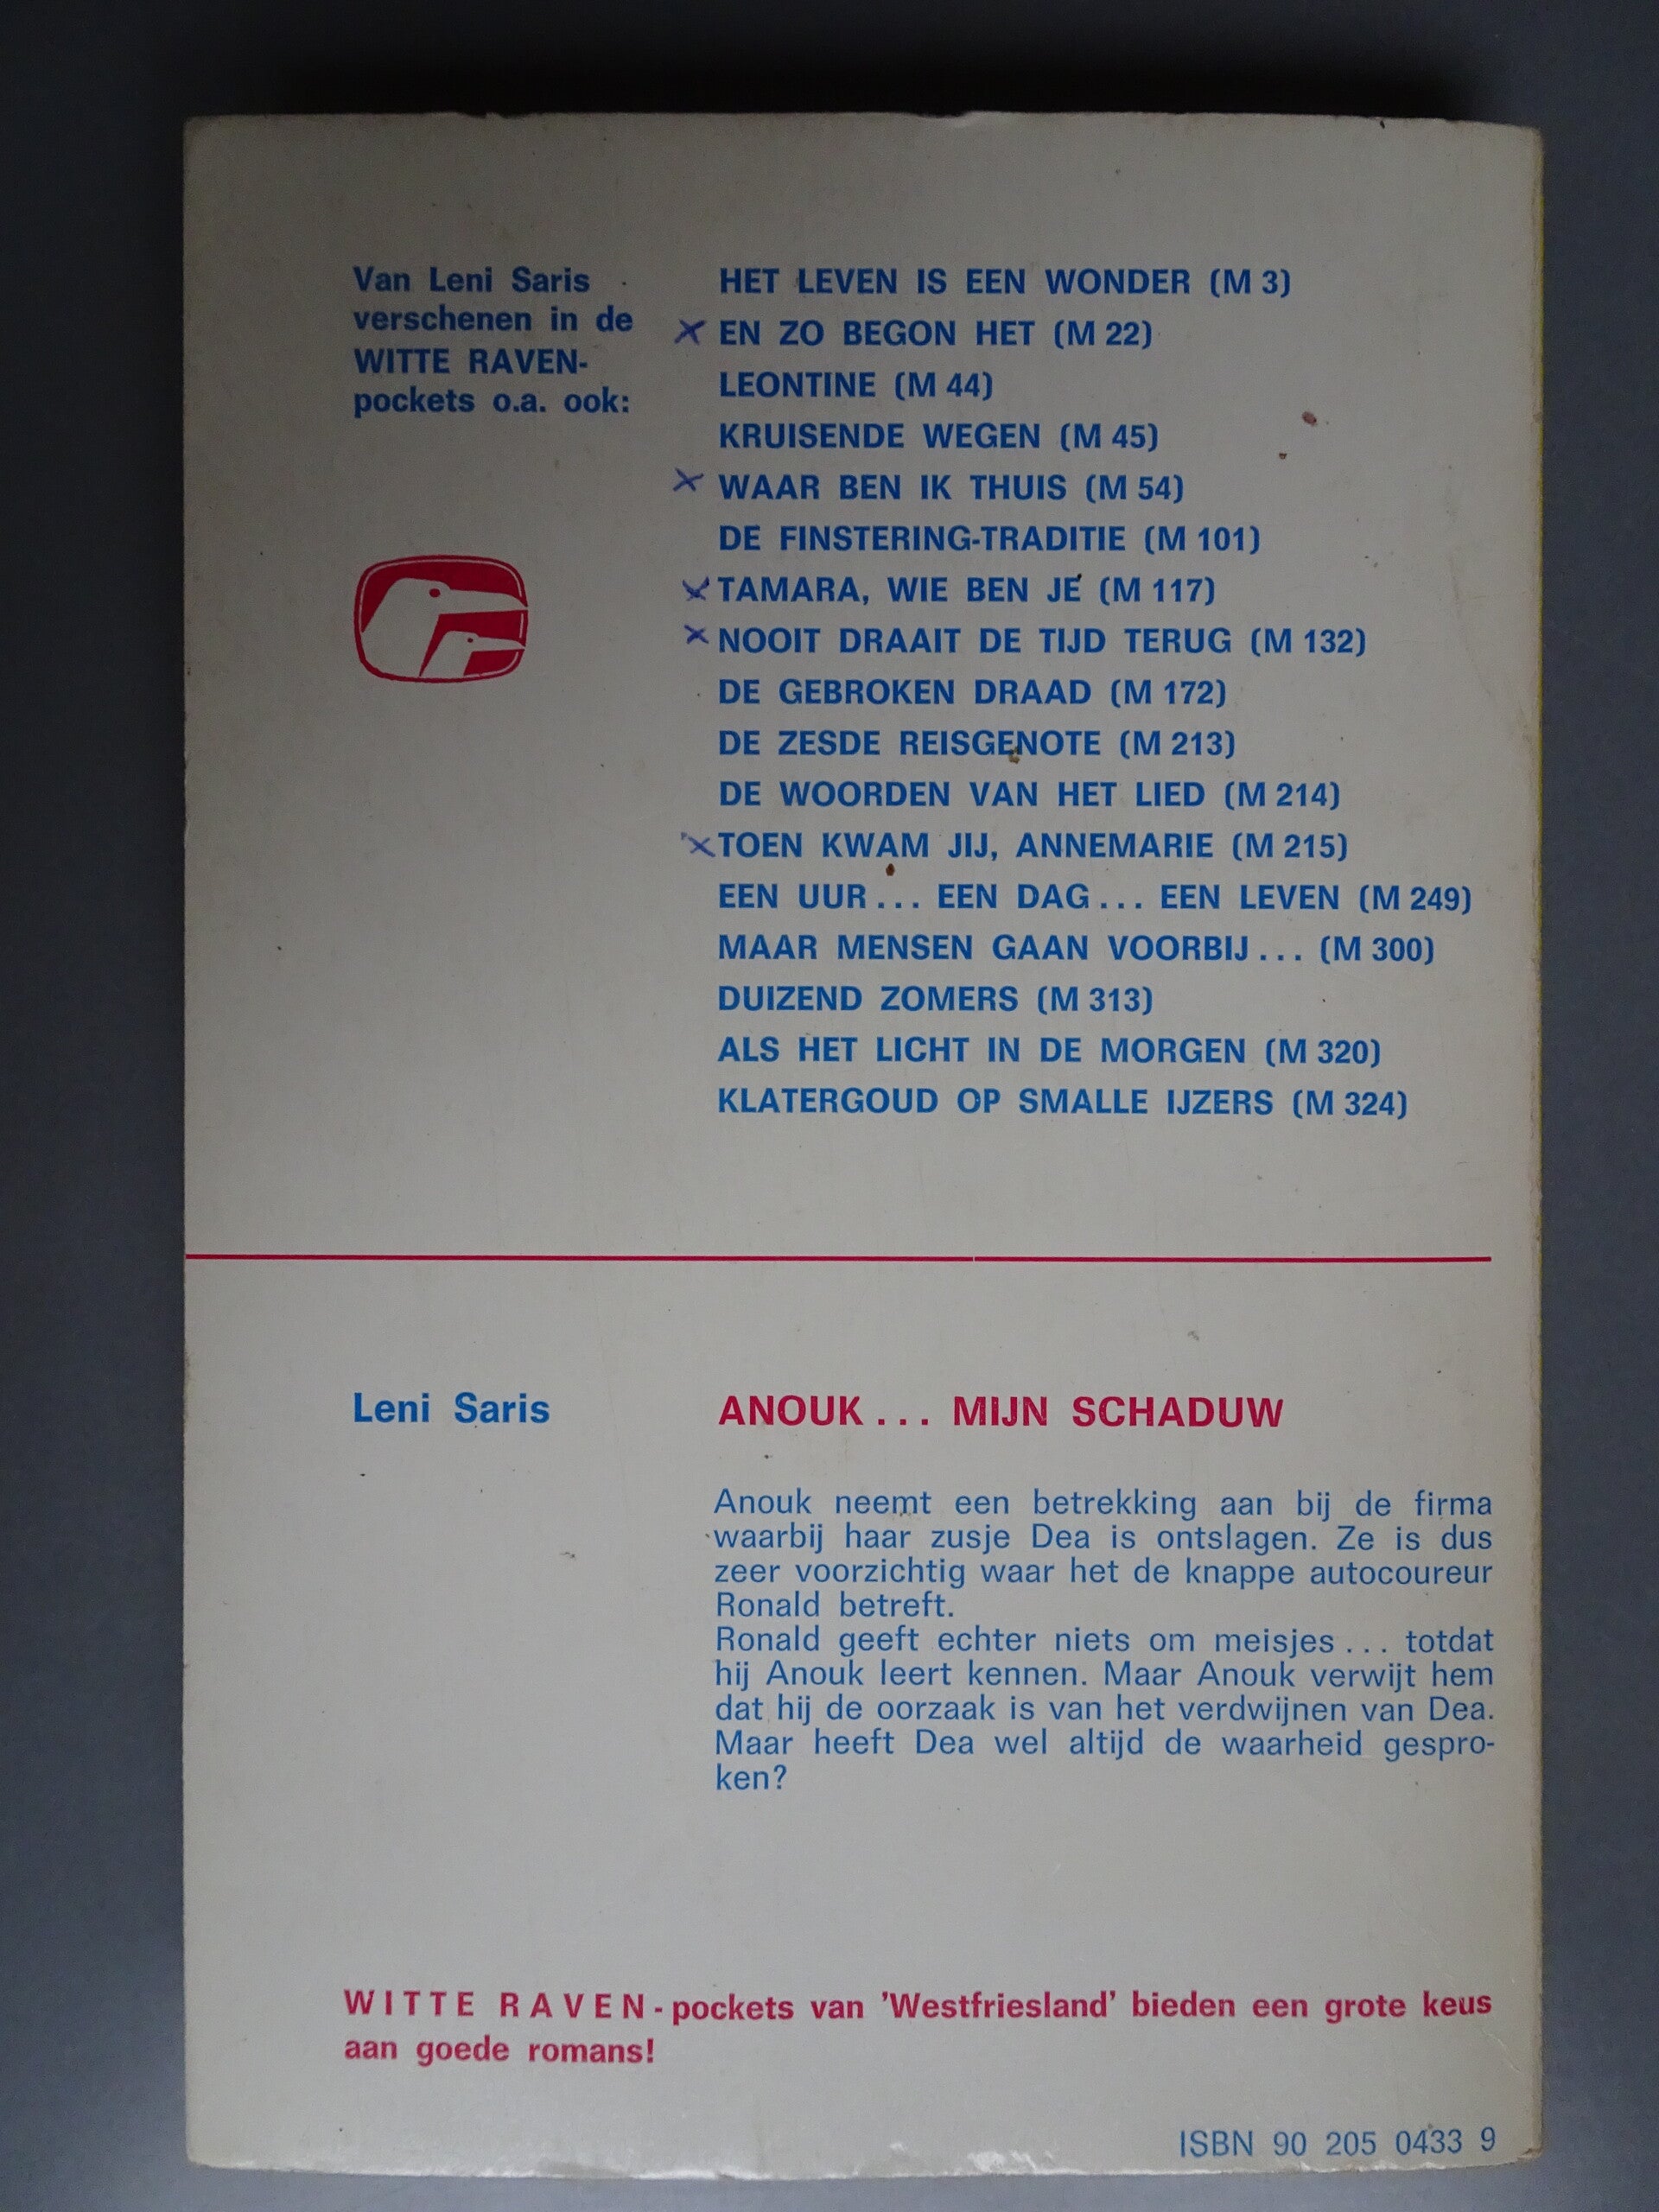 Van Leni Saris
verschenen in de
WITTE RAVEN-
pockets o.a. ook:
HET LEVEN IS EEN WONDER (M 3)
x EN ZO BEGON HET (M 22)
LEONTINE (M 44)
KRUISENDE WEGEN (M 45)
x WAAR BEN IK THUIS (M 54)
DE FINSTERING-TRADITIE (M 101)
x TAMARA, WIE BEN JE (M 117)
x NOOIT DRAAIT DE TIJD TERUG (M 132)
DE GEBROKEN DRAAD (M 172)
DE ZESDE REISGENOTE (M 213)
DE WOORDEN VAN HET LIED (M 214)
x TOEN KWAM JIJ, ANNEMARIE (M 215)
EEN UUR... EEN DAG... EEN LEVEN (M 249)
MAAR MENSEN GAAN VOORBIJ... (M 300)
DUIZEND ZOMERS (M 313)
ALS HET LICHT IN DE MORGEN (M 320)
KLATERGOUD OP SMALLE IJZERS (M 324)
Leni Saris
ANOUK... MIJN SCHADUW
Anouk neemt een betrekking aan bij de firma
waarbij haar zusje Dea is ontslagen. Ze is dus
zeer voorzichtig waar het de knappe autocoureur
Ronald betreft.
Ronald geeft echter niets om meisjes... totdat
hij Anouk leert kennen. Maar Anouk verwijt hem
dat hij de oorzaak is van het verdwijnen van Dea.
Maar heeft Dea wel altijd de waarheid gespro-
ken?
WITTE RAVEN-pockets van 'Westfriesland' bieden een grote keus
aan goede romans!
ISBN 90 205 0433 9